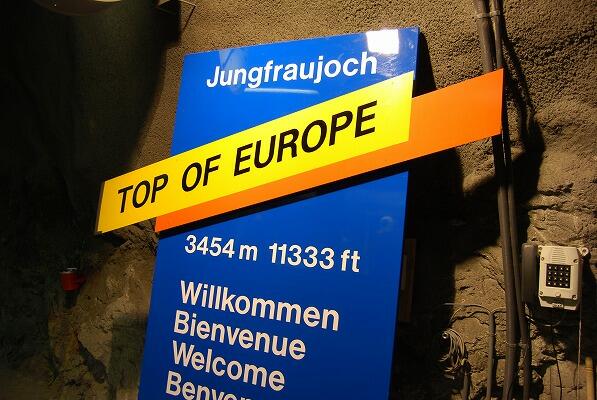 Jungfraujoch
TOP OF EUROPE
3454 m 11333 ft
Willkommen
Bienvenue
Welcome